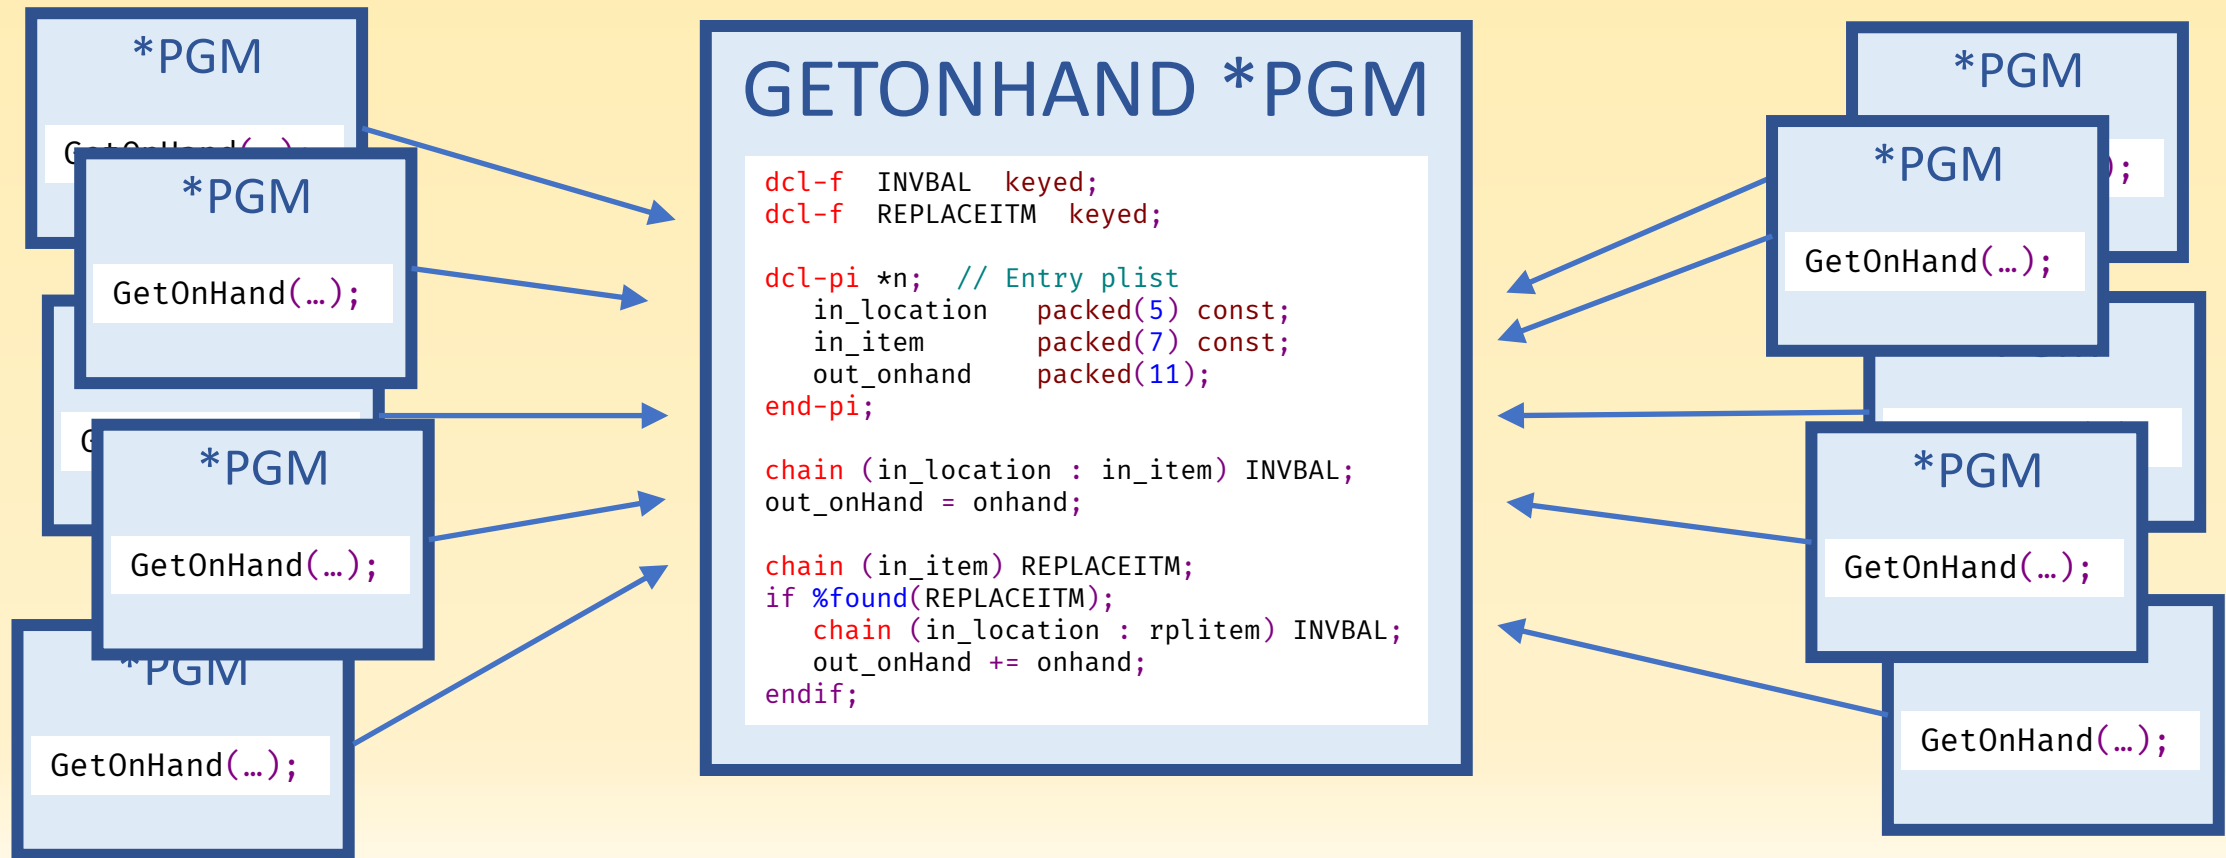 *PGM
*PGM
GetOnHand(…);
*PGM
GetOnHand(…);
*PGM
GetOnHand(…);
GETONHAND *PGM
dcl-f  INVBAL  keyed;
dcl-f  REPLACEITM  keyed;
dcl-pi *n;  // Entry plist
   in_location   packed(5) const;
   in_item       packed(7) const;
   out_onhand    packed(11);
end-pi;
chain (in_location : in_item) INVBAL;
out_onHand = onhand;
chain (in_item) REPLACEITM;
if %found(REPLACEITM);
   chain (in_location : rplitem) INVBAL;
   out_onHand += onhand;
endif;
*PGM
*PGM
GetOnHand(…);
*PGM
GetOnHand(…);
GetOnHand(…);